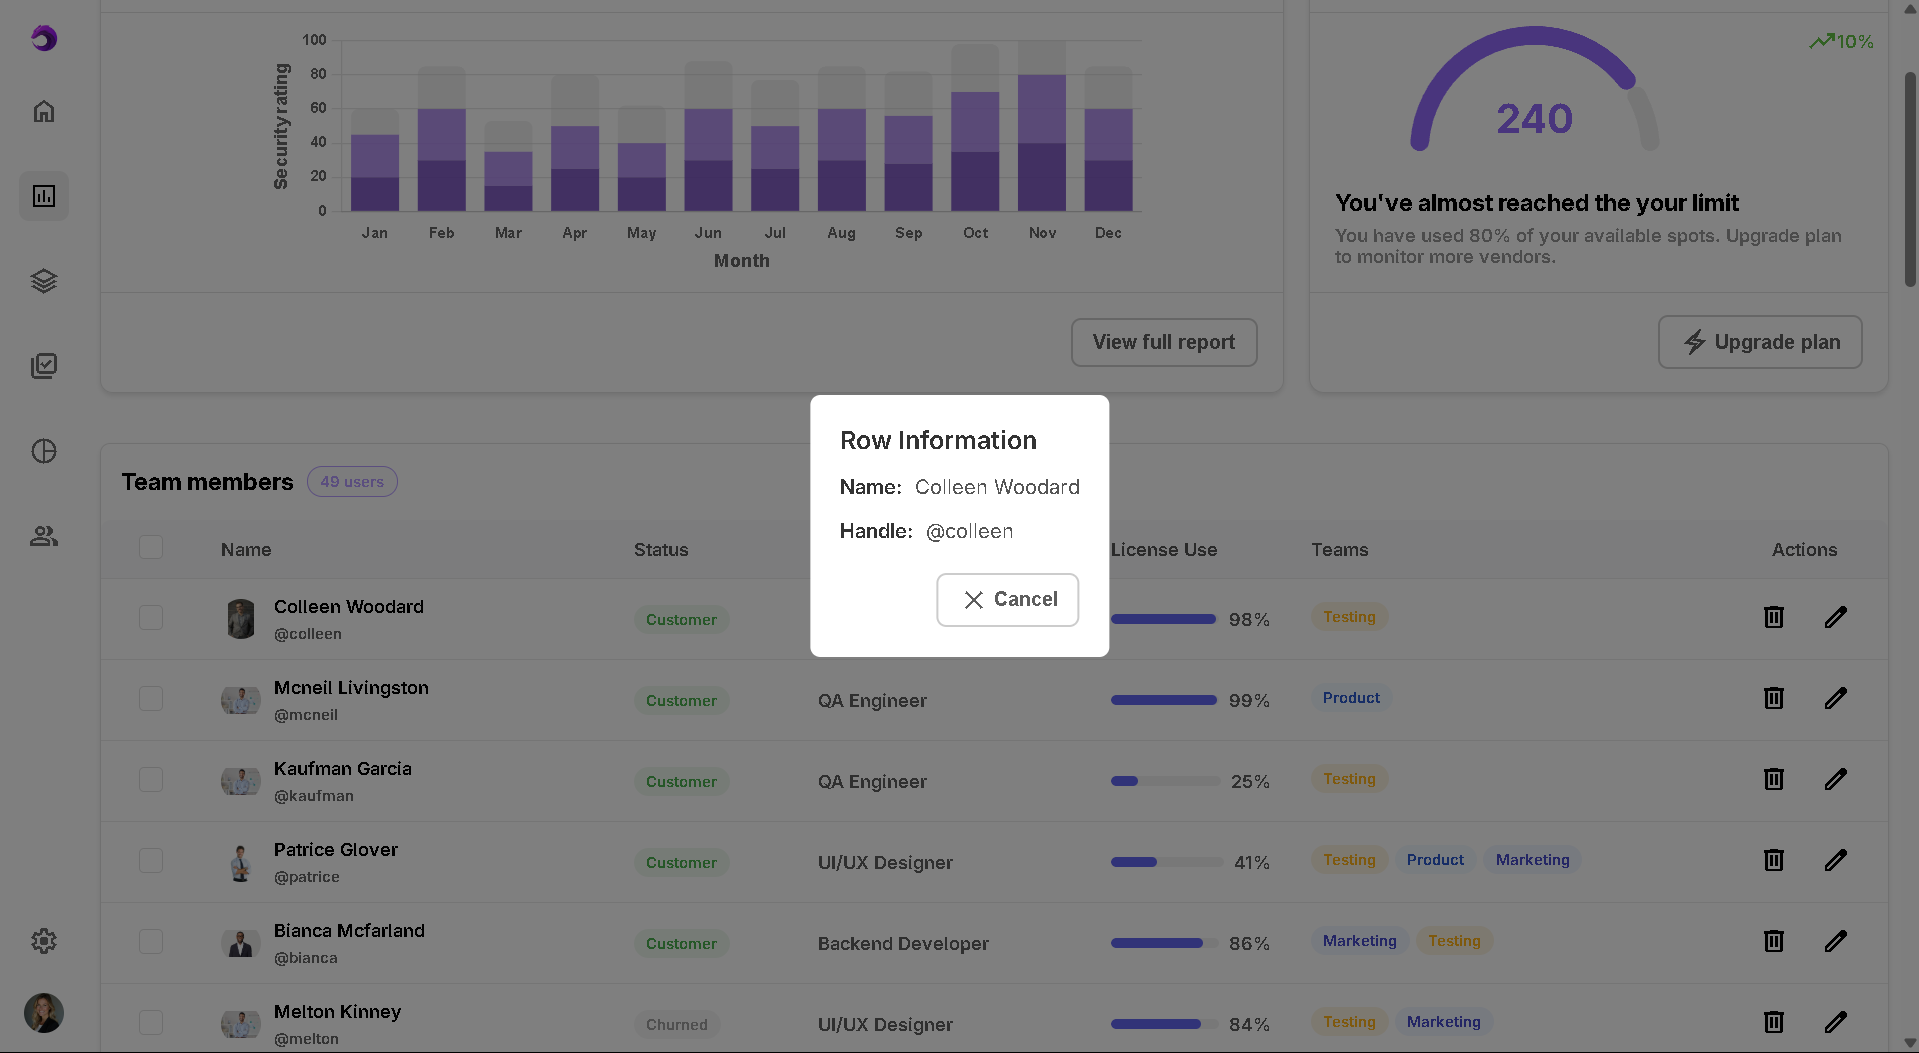 100
80
60
40
20
0
Security rating
Jan Feb Mar Apr May Jun Jul Aug Sep Oct Nov Dec
Month
View full report
10%
240
You've almost reached the your limit
You have used 80% of your available spots. Upgrade plan
to monitor more vendors.
Upgrade plan
Row Information
Name: Colleen Woodard
Handle: @colleen
Cancel
Team members 49 users
Name Status License Use Teams Actions
Colleen Woodard
@colleen
Customer 98% Testing
Mcneil Livingston
@mcneil
Customer QA Engineer 99% Product
Kaufman Garcia
@kaufman
Customer QA Engineer 25% Testing
Patrice Glover
@patrice
Customer UI/UX Designer 41% Testing Product Marketing
Bianca Mcfarland
@bianca
Customer Backend Developer 86% Marketing Testing
Melton Kinney
@melton
Churned UI/UX Designer 84% Testing Marketing